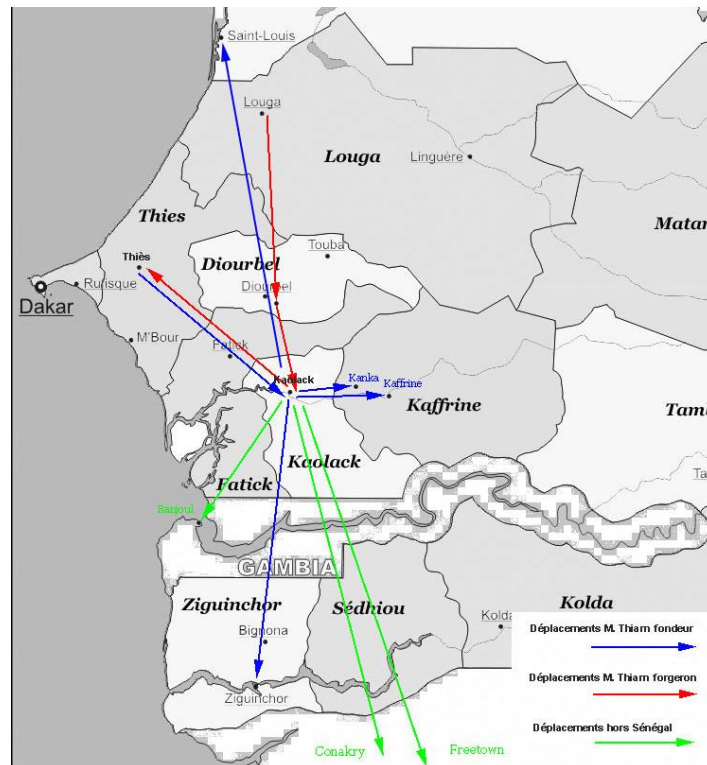 Saint-Louis
Louga
Louga
Linguère
Matam
Thies
Touba
Thiès
Diourbel
Diourbel
Rufisque
Dakar
M'Bour
Fatick
Kaolack
Kanka
Kaffrine
Kaffrine
Kaolack
Tamb
Fatick
Ta
Banjoul
GAMBIA
Ziguinchor
Sédhiou
Kolda
Bignona
Kolda
Ziguinchor
Déplacements M. Thiam fondeur
Déplacements M. Thiam forgeron
Déplacements hors Sénégal
Conakry
Freetown